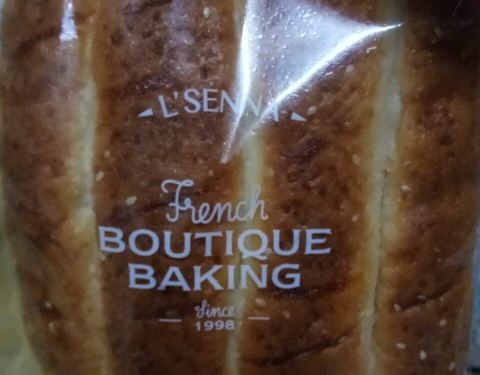 L'SENNA
French
BOUTIQUE
BAKING
Since
1998